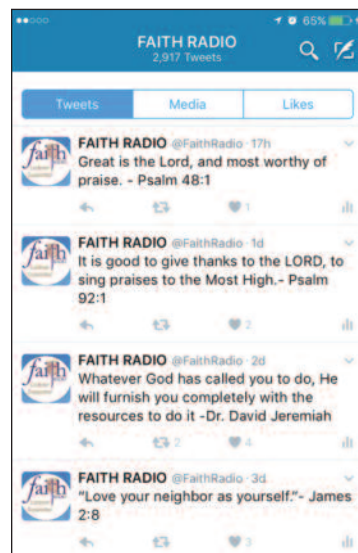 65%
FAITH RADIO
2,917 Tweets
Tweets Media Likes
FAITH RADIO @FaithRadio · 17h
Great is the Lord, and most worthy of
praise. - Psalm 48:1
1
FAITH RADIO @FaithRadio · 1d
It is good to give thanks to the LORD, to
sing praises to the Most High.- Psalm
92:1
2
FAITH RADIO @FaithRadio · 2d
Whatever God has called you to do, He
will furnish you completely with the
resources to do it -Dr. David Jeremiah
2 4
FAITH RADIO @FaithRadio · 3d
"Love your neighbor as yourself."- James
2:8
3
faith
faith
faith
faith